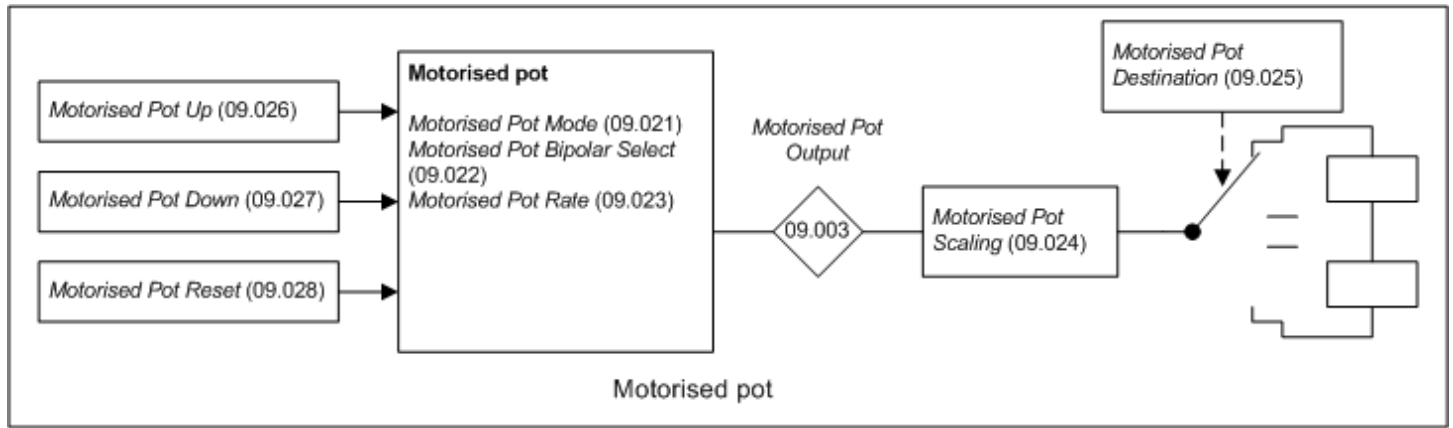 Motorised Pot Up (09.026)
Motorised Pot Down (09.027)
Motorised Pot Reset (09.028)
Motorised pot
Motorised Pot Mode (09.021)
Motorised Pot Bipolar Select
(09.022)
Motorised Pot Rate (09.023)
Motorised Pot
Output
09.003
Motorised Pot
Scaling (09.024)
Motorised Pot
Destination (09.025)
Motorised pot